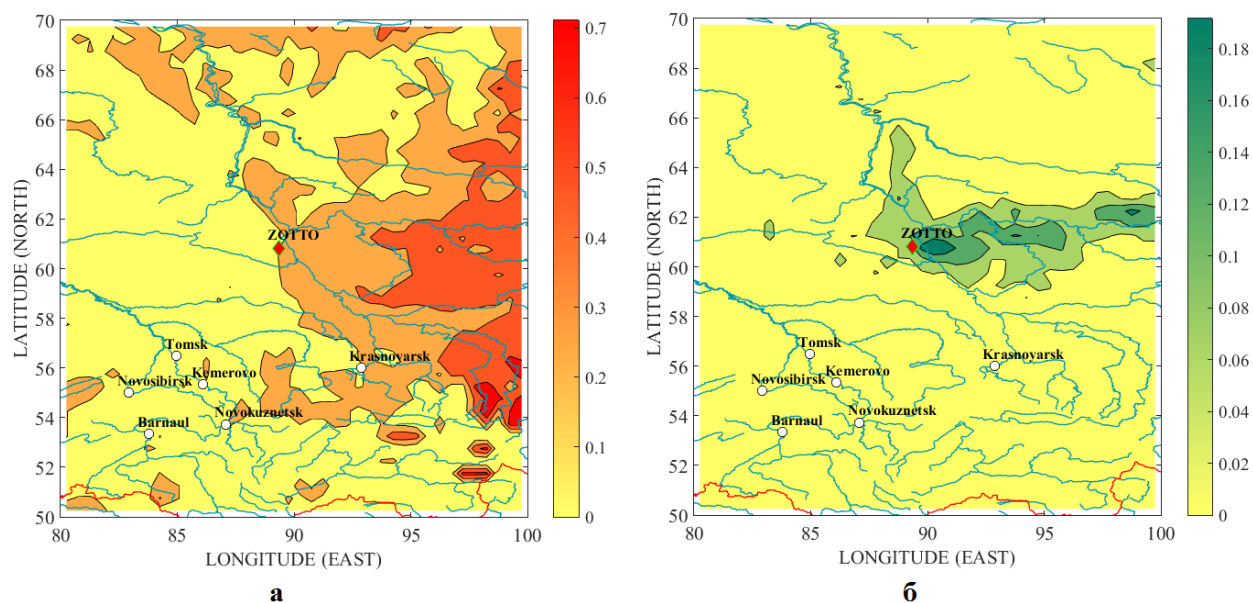 70
68
66
64
62
60
58
56
54
52
50
80
85
90
95
100
LATITUDE (NORTH)
LONGITUDE (EAST)
ZOTTO
Tomsk
Kemerovo
Krasnoyarsk
Novosibirsk
Novokuznetsk
Barnaul
0.7
0.6
0.5
0.4
0.3
0.2
0.1
0
а
70
68
66
64
62
60
58
56
54
52
50
80
85
90
95
100
LATITUDE (NORTH)
LONGITUDE (EAST)
ZOTTO
Tomsk
Kemerovo
Krasnoyarsk
Novosibirsk
Novokuznetsk
Barnaul
0.18
0.16
0.14
0.12
0.1
0.08
0.06
0.04
0.02
0
б